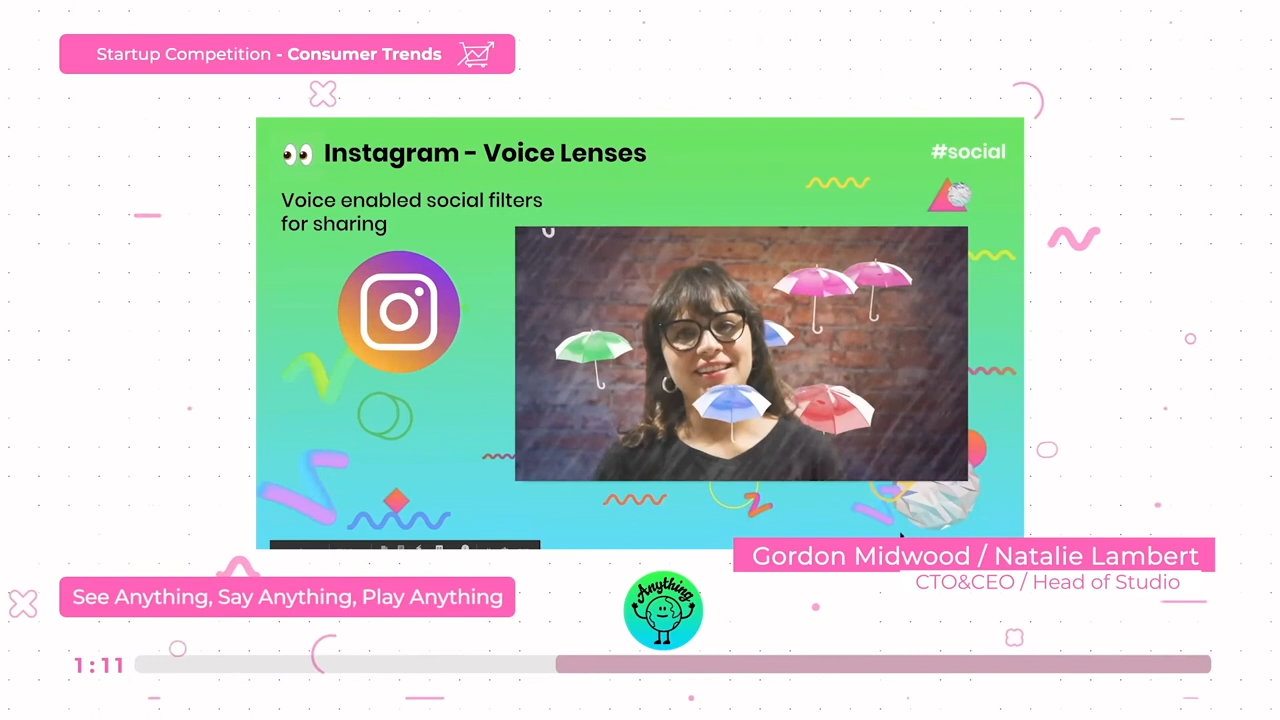 Startup Competition - Consumer Trends
Instagram - Voice Lenses
#social
Voice enabled social filters
for sharing
Gordon Midwood / Natalie Lambert
CTO&CEO / Head of Studio
See Anything, Say Anything, Play Anything
Anything
1:11